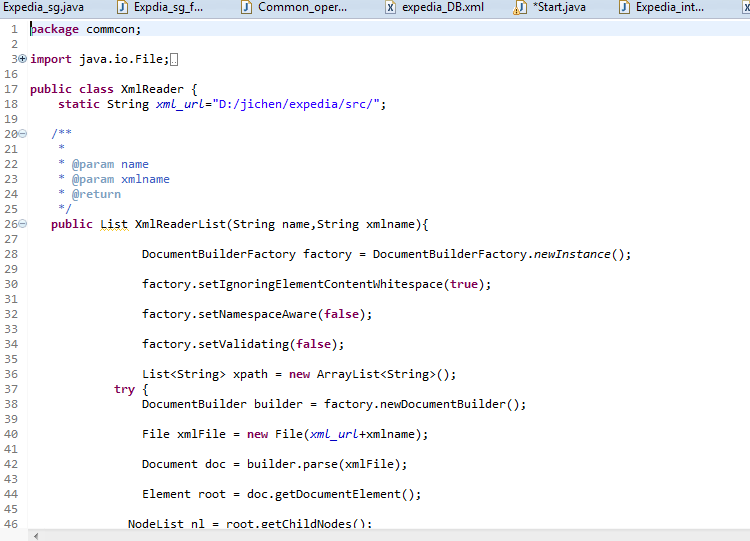 Expedia_sg.java Expdia_sg_f... Common_oper... expedia_DB.xml *Start.java Expedia_int...
1 package commcon;
2
3 import java.io.File;
16
17 public class XmlReader {
18 static String xml_url="D:/jichen/expedia/src/";
19
20 /**
21 *
22 * @param name
23 * @param xmlname
24 * @return
25 */
26 public List XmlReaderList(String name,String xmlname){
27
28 DocumentBuilderFactory factory = DocumentBuilderFactory.newInstance();
29
30 factory.setIgnoringElementContentWhitespace(true);
31
32 factory.setNamespaceAware(false);
33
34 factory.setValidating(false);
35
36 List<String> xpath = new ArrayList<String>();
37 try {
38 DocumentBuilder builder = factory.newDocumentBuilder();
39
40 File xmlFile = new File(xml_url+xmlname);
41
42 Document doc = builder.parse(xmlFile);
43
44 Element root = doc.getDocumentElement();
45
46 NodeList nl = root.getChildNodes();